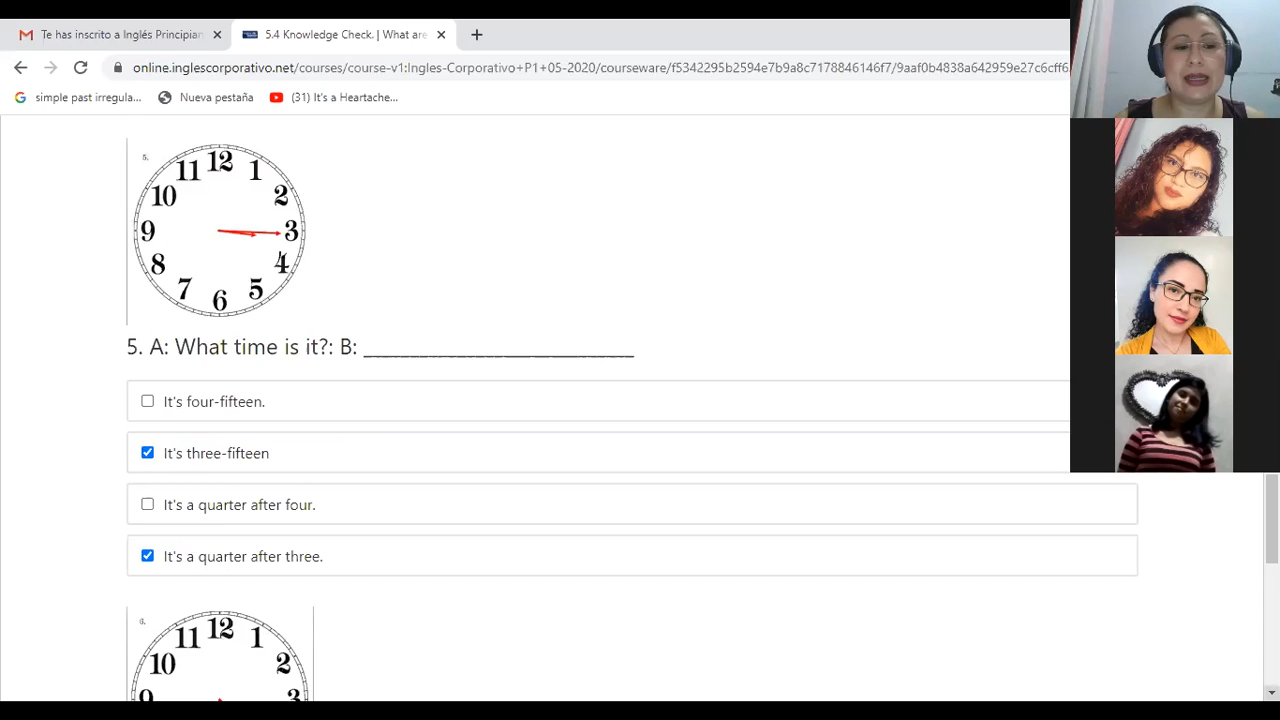 Te has inscrito a Inglés Principian
5.4 Knowledge Check. | What are
online.inglescorporativo.net/courses/course-v1:Ingles-Corporativo+P1+05-2020/courseware/f5342295b2594e7b9a8c7178846146f7/9aaf0b4838a642959e27c6cff6
simple past irregula...
Nueva pestaña
(31) It's a Heartache...
5.
12
1
2
3
4
5
6
7
8
9
10
11
5. A: What time is it?: B: ____________________________
It's four-fifteen.
It's three-fifteen
It's a quarter after four.
It's a quarter after three.
6.
12
1
2
3
9
10
11